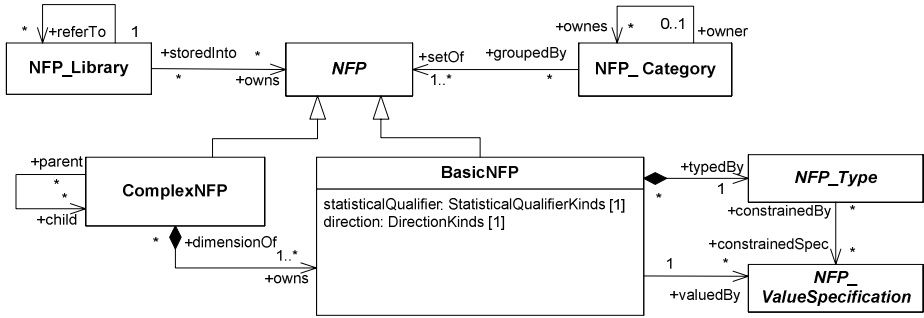 +ownes
0..1
*
+referTo
1
*
+owner
+storedInto
*
+setOf
+groupedBy
NFP_Library
NFP
NFP_ Category
*
+owns
1..*
*
+parent
*
BasicNFP
+typedBy
ComplexNFP
*
1
NFP_Type
*
+child
statisticalQualifier: StatisticalQualifierKinds [1]
direction: DirectionKinds [1]
+constrainedBy
*
*
+dimensionOf
1..*
+constrainedSpec
*
1
*
+owns
+valuedBy
NFP_
ValueSpecification